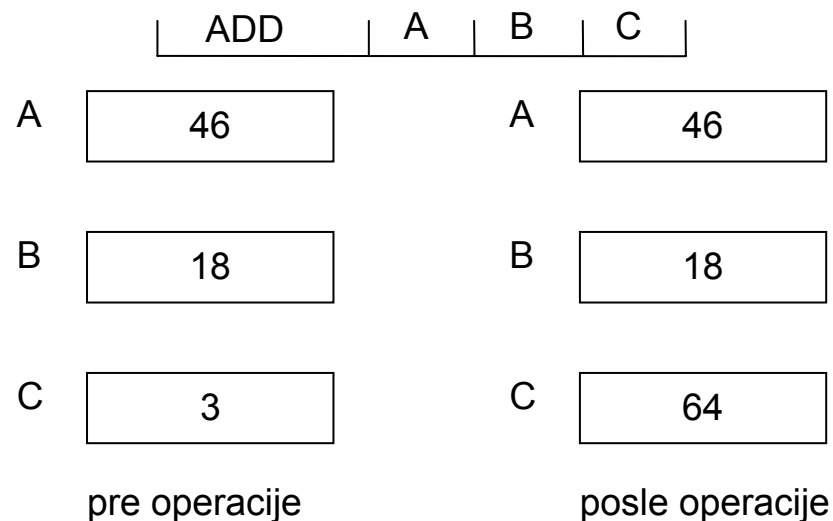 ADD A B C
A 46 A 46
B 18 B 18
C 3 C 64
pre operacije posle operacije